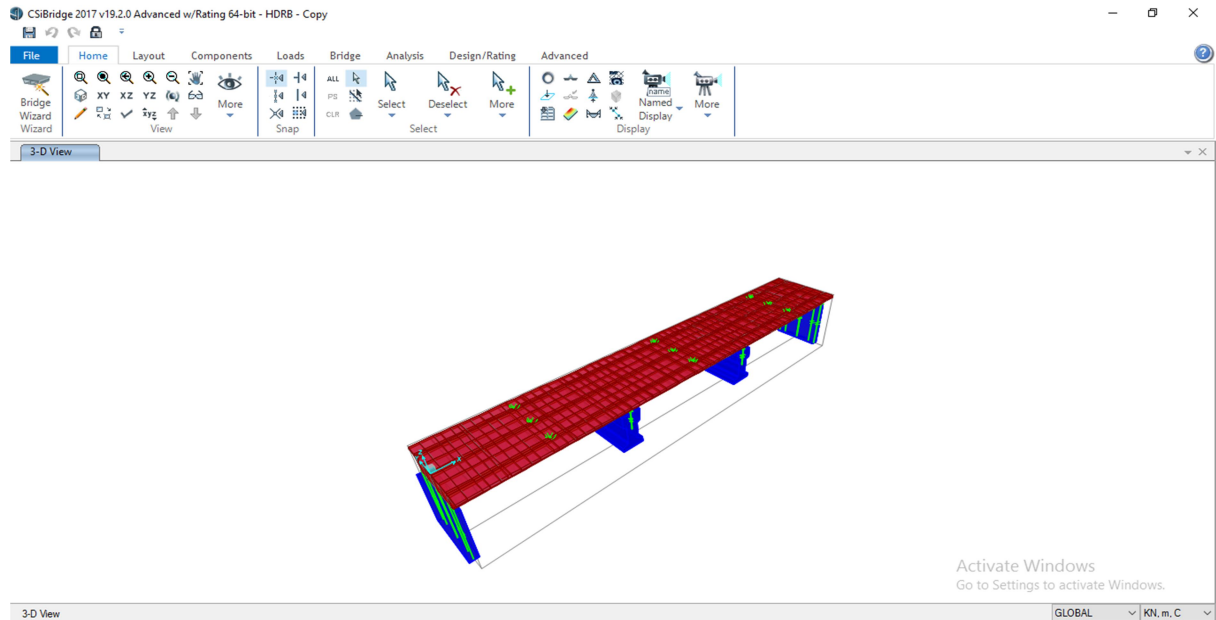 CSiBridge 2017 v19.2.0 Advanced w/Rating 64-bit - HDRB - Copy
File Home Layout Components Loads Bridge Analysis Design/Rating Advanced
Bridge Wizard
XY XZ YZ
xyz
More
ALL
PS
CLR
Select
Deselect
More
name
Named Display
More
Wizard View Snap Select Display
3-D View
Z
X
Activate Windows
Go to Settings to activate Windows.
3-D View GLOBAL KN, m, C